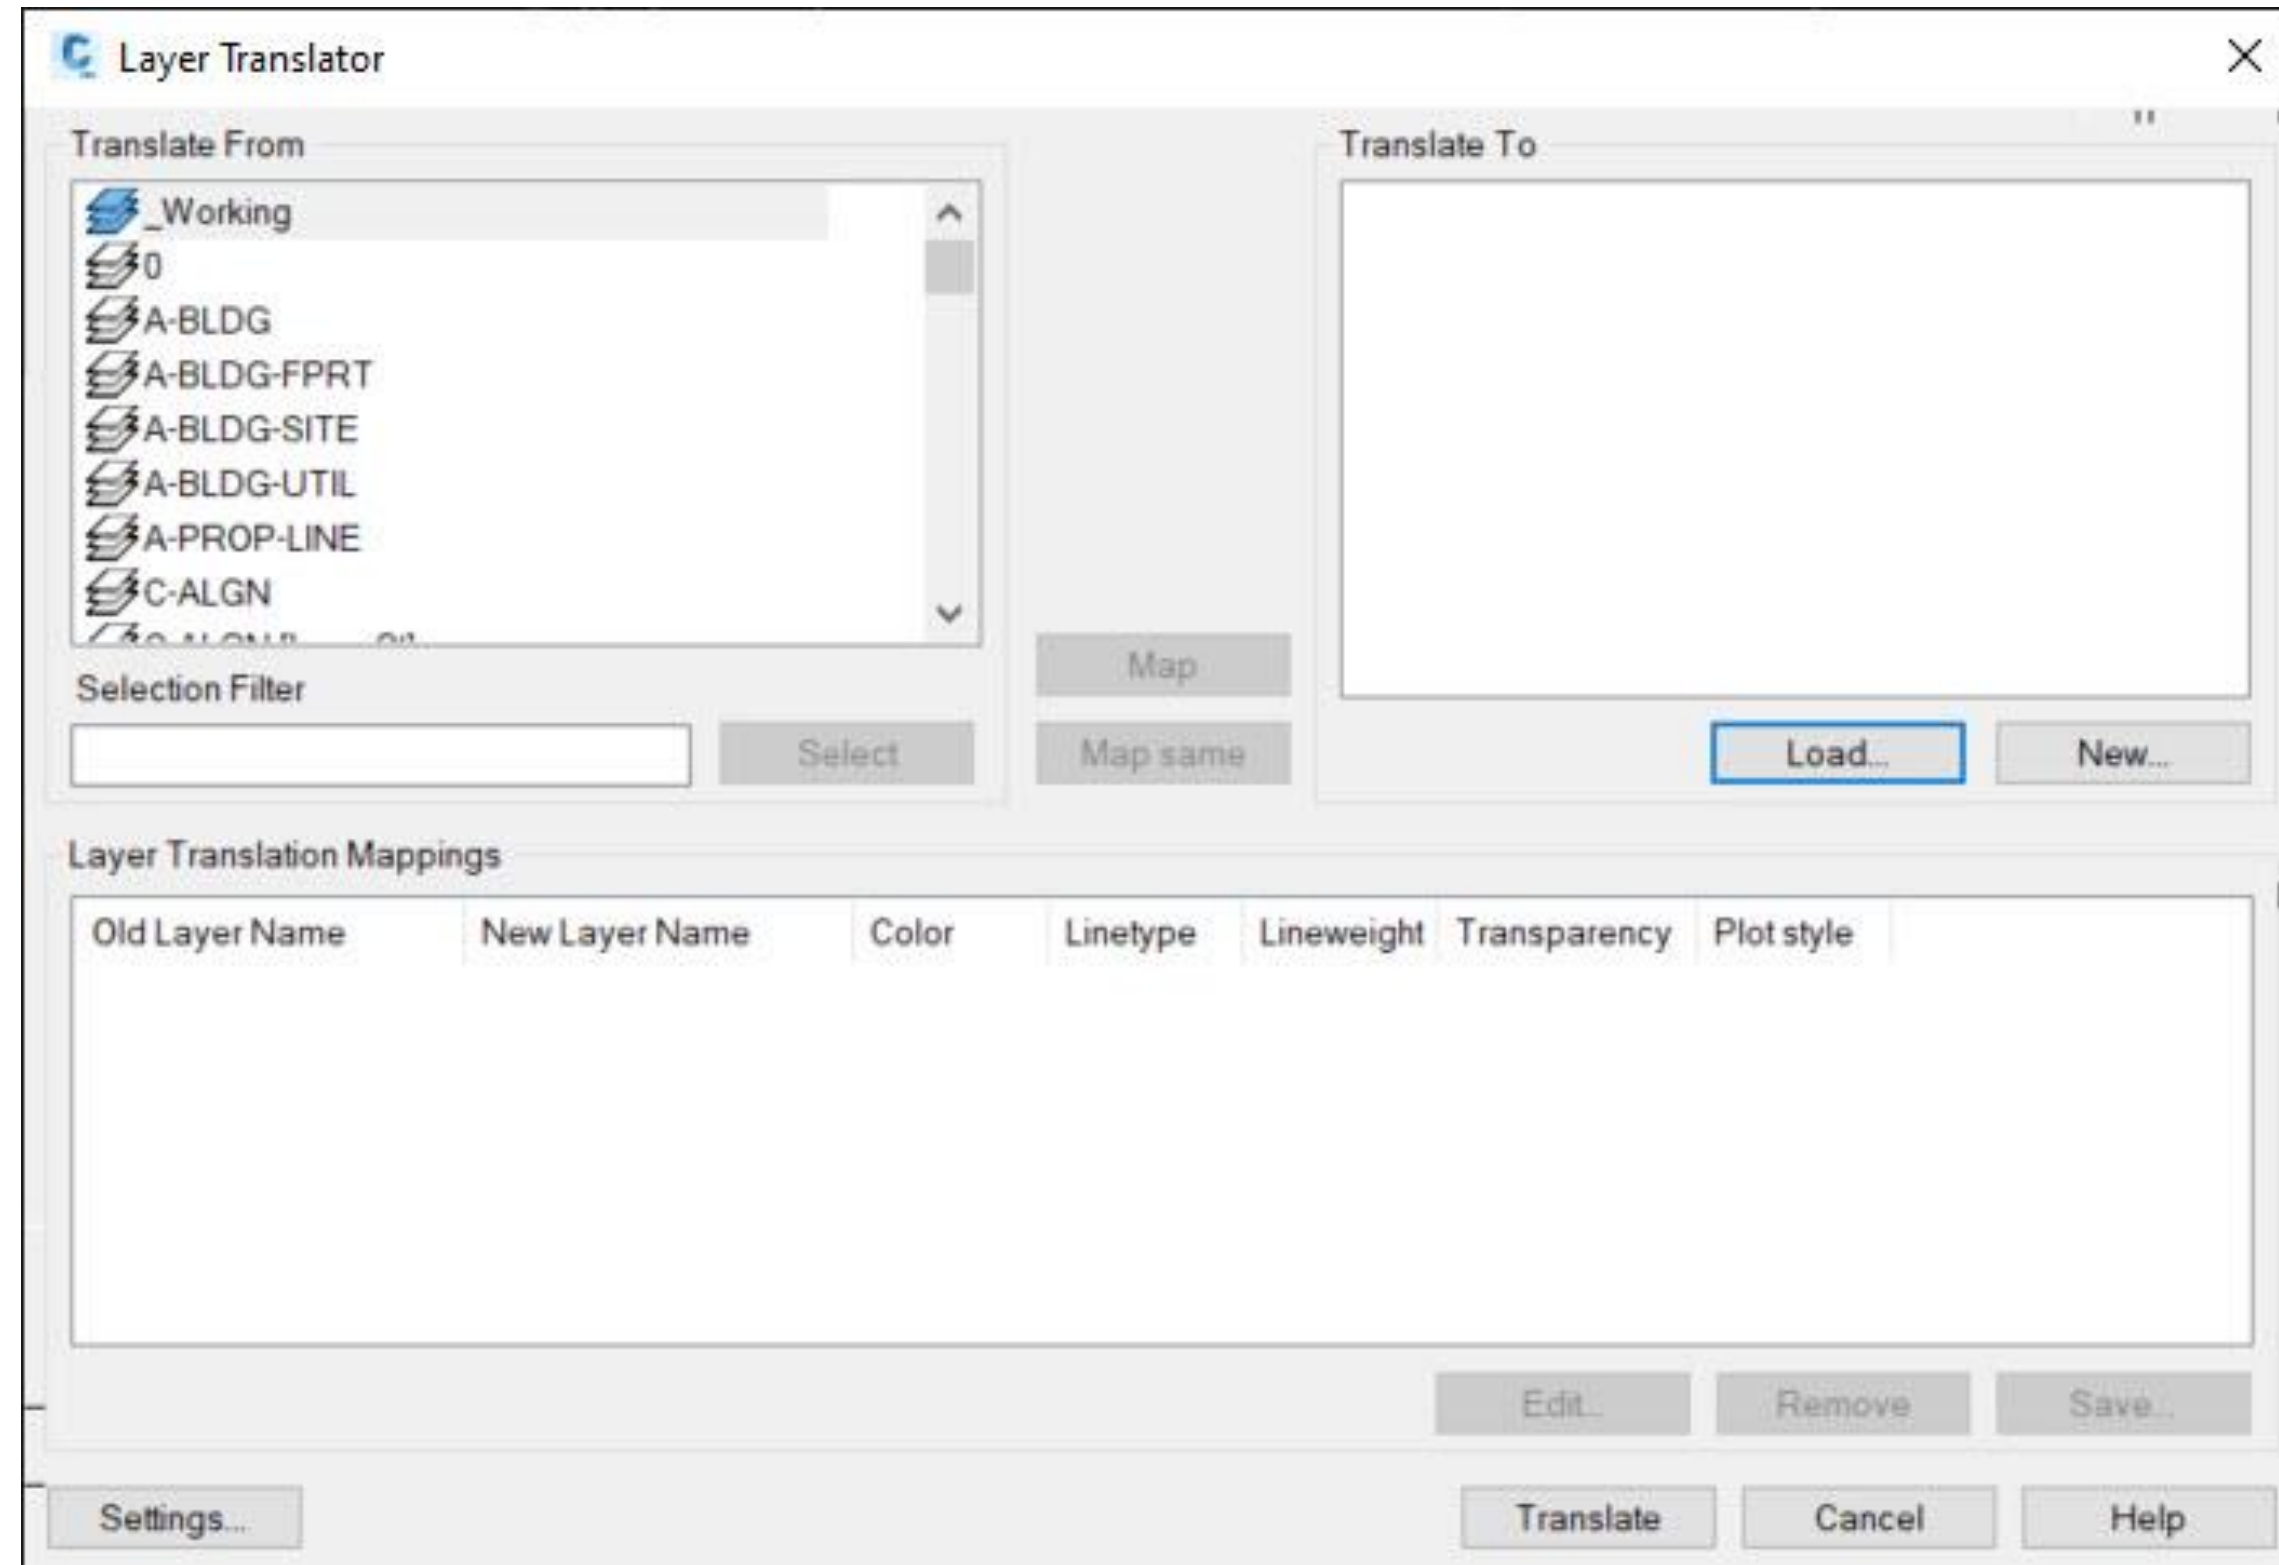 Layer Translator
Translate From
_Working
0
A-BLDG
A-BLDG-FPRT
A-BLDG-SITE
A-BLDG-UTIL
A-PROP-LINE
C-ALGN
Selection Filter
Select
Map
Map same
Translate To
Load...
New...
Layer Translation Mappings
Old Layer Name New Layer Name Color Linetype Lineweight Transparency Plot style
Edit... Remove Save...
Settings... Translate Cancel Help